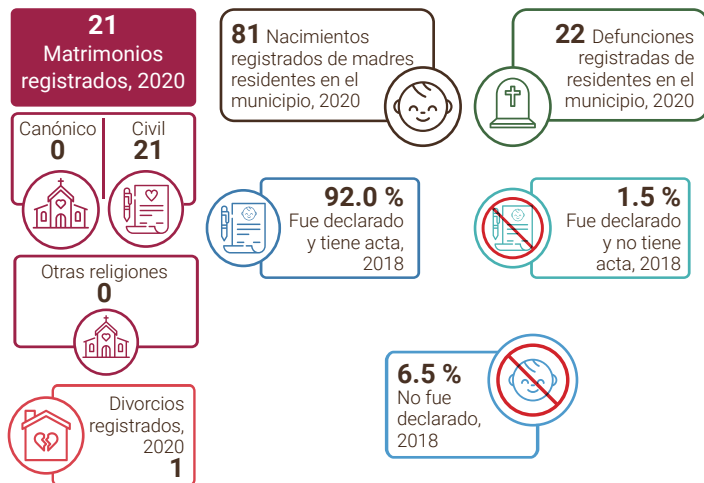 21
Matrimonios
registrados, 2020
Canónico
0
Civil
21
Otras religiones
0
Divorcios
registrados,
2020
1
81 Nacimientos
registrados de madres
residentes en el
municipio, 2020
22 Defunciones
registradas de
residentes en el
municipio, 2020
92.0 %
Fue declarado
y tiene acta,
2018
1.5 %
Fue declarado
y no tiene
acta, 2018
6.5 %
No fue
declarado,
2018